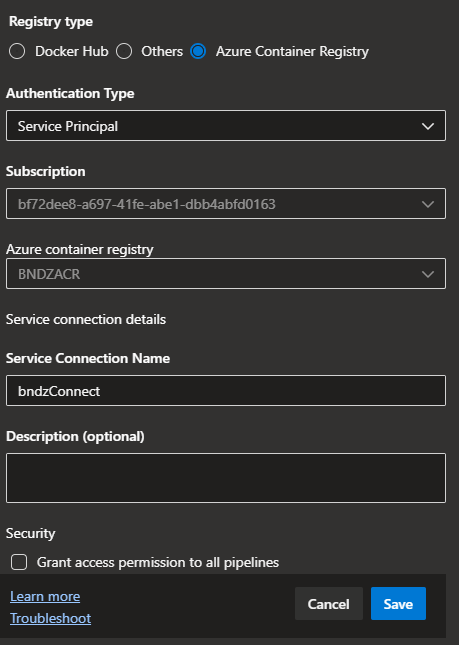 Registry type
Docker Hub Others Azure Container Registry
Authentication Type
Service Principal
Subscription
bf72dee8-a697-41fe-abe1-dbb4abfd0163
Azure container registry
BNDZACR
Service connection details
Service Connection Name
bndzConnect
Description (optional)
Security
Grant access permission to all pipelines
Learn more
Cancel Save
Troubleshoot